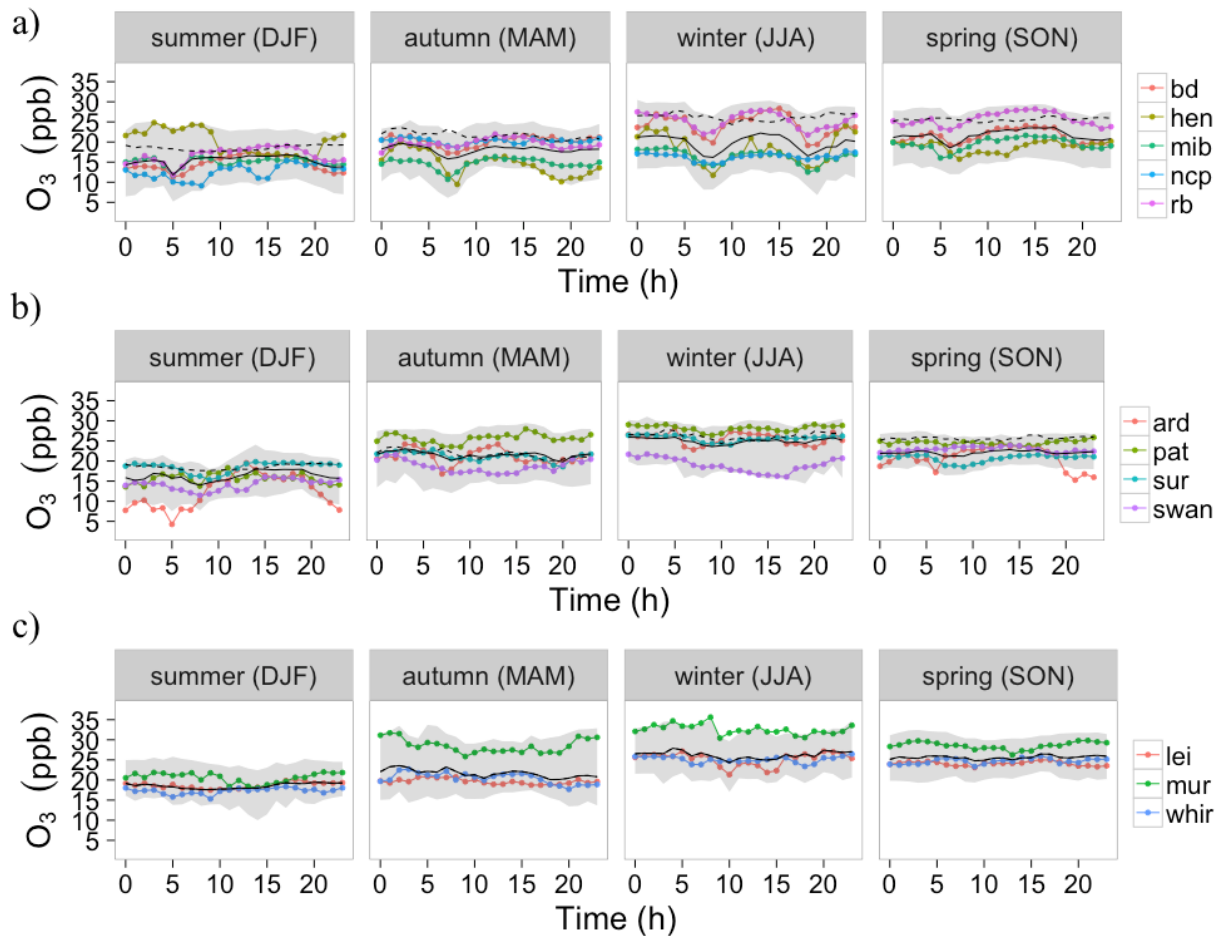 a)
summer (DJF) autumn (MAM) winter (JJA) spring (SON)
O3 (ppb)
35
30
25
20
15
10
5
0 5 10 15 20 0 5 10 15 20 0 5 10 15 20 0 5 10 15 20
Time (h)
bd
hen
mib
ncp
rb
b)
summer (DJF) autumn (MAM) winter (JJA) spring (SON)
O3 (ppb)
35
30
25
20
15
10
5
0 5 10 15 20 0 5 10 15 20 0 5 10 15 20 0 5 10 15 20
Time (h)
ard
pat
sur
swan
c)
summer (DJF) autumn (MAM) winter (JJA) spring (SON)
O3 (ppb)
35
30
25
20
15
10
5
0 5 10 15 20 0 5 10 15 20 0 5 10 15 20 0 5 10 15 20
Time (h)
lei
mur
whir